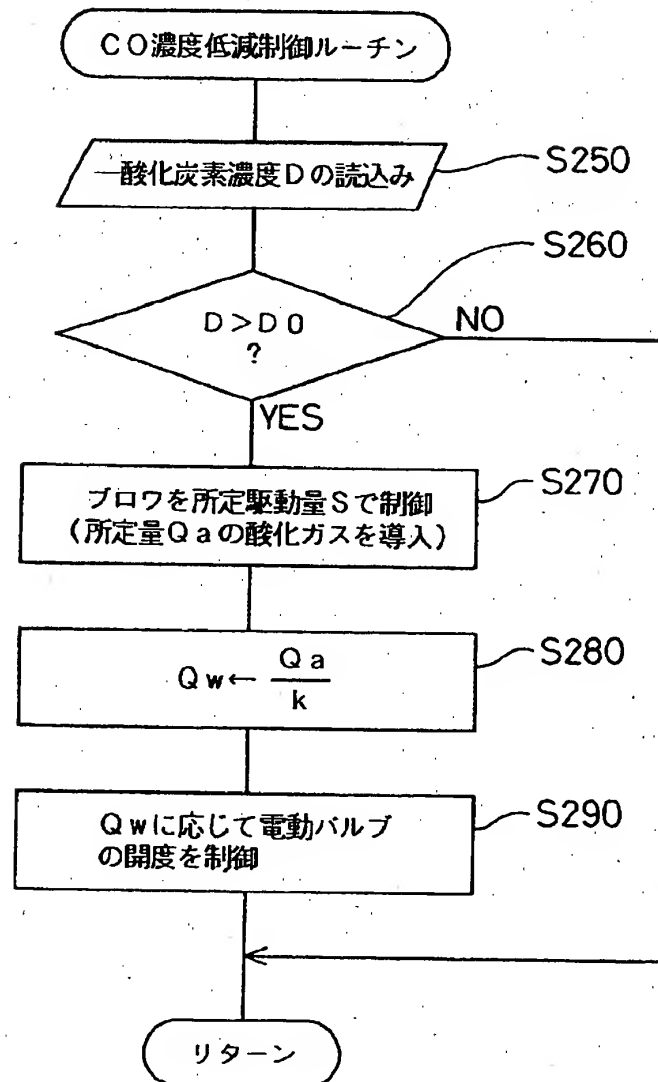 CO濃度低減制御ルーチン
一酸化炭素濃度Dの読込み
S250
S260
D>D0
?
NO
YES
ブロワを所定駆動量Sで制御
(所定量Qaの酸化ガスを導入)
S270
Qw← Qa
k
S280
Qwに応じて電動バルブ
の開度を制御
S290
リターン